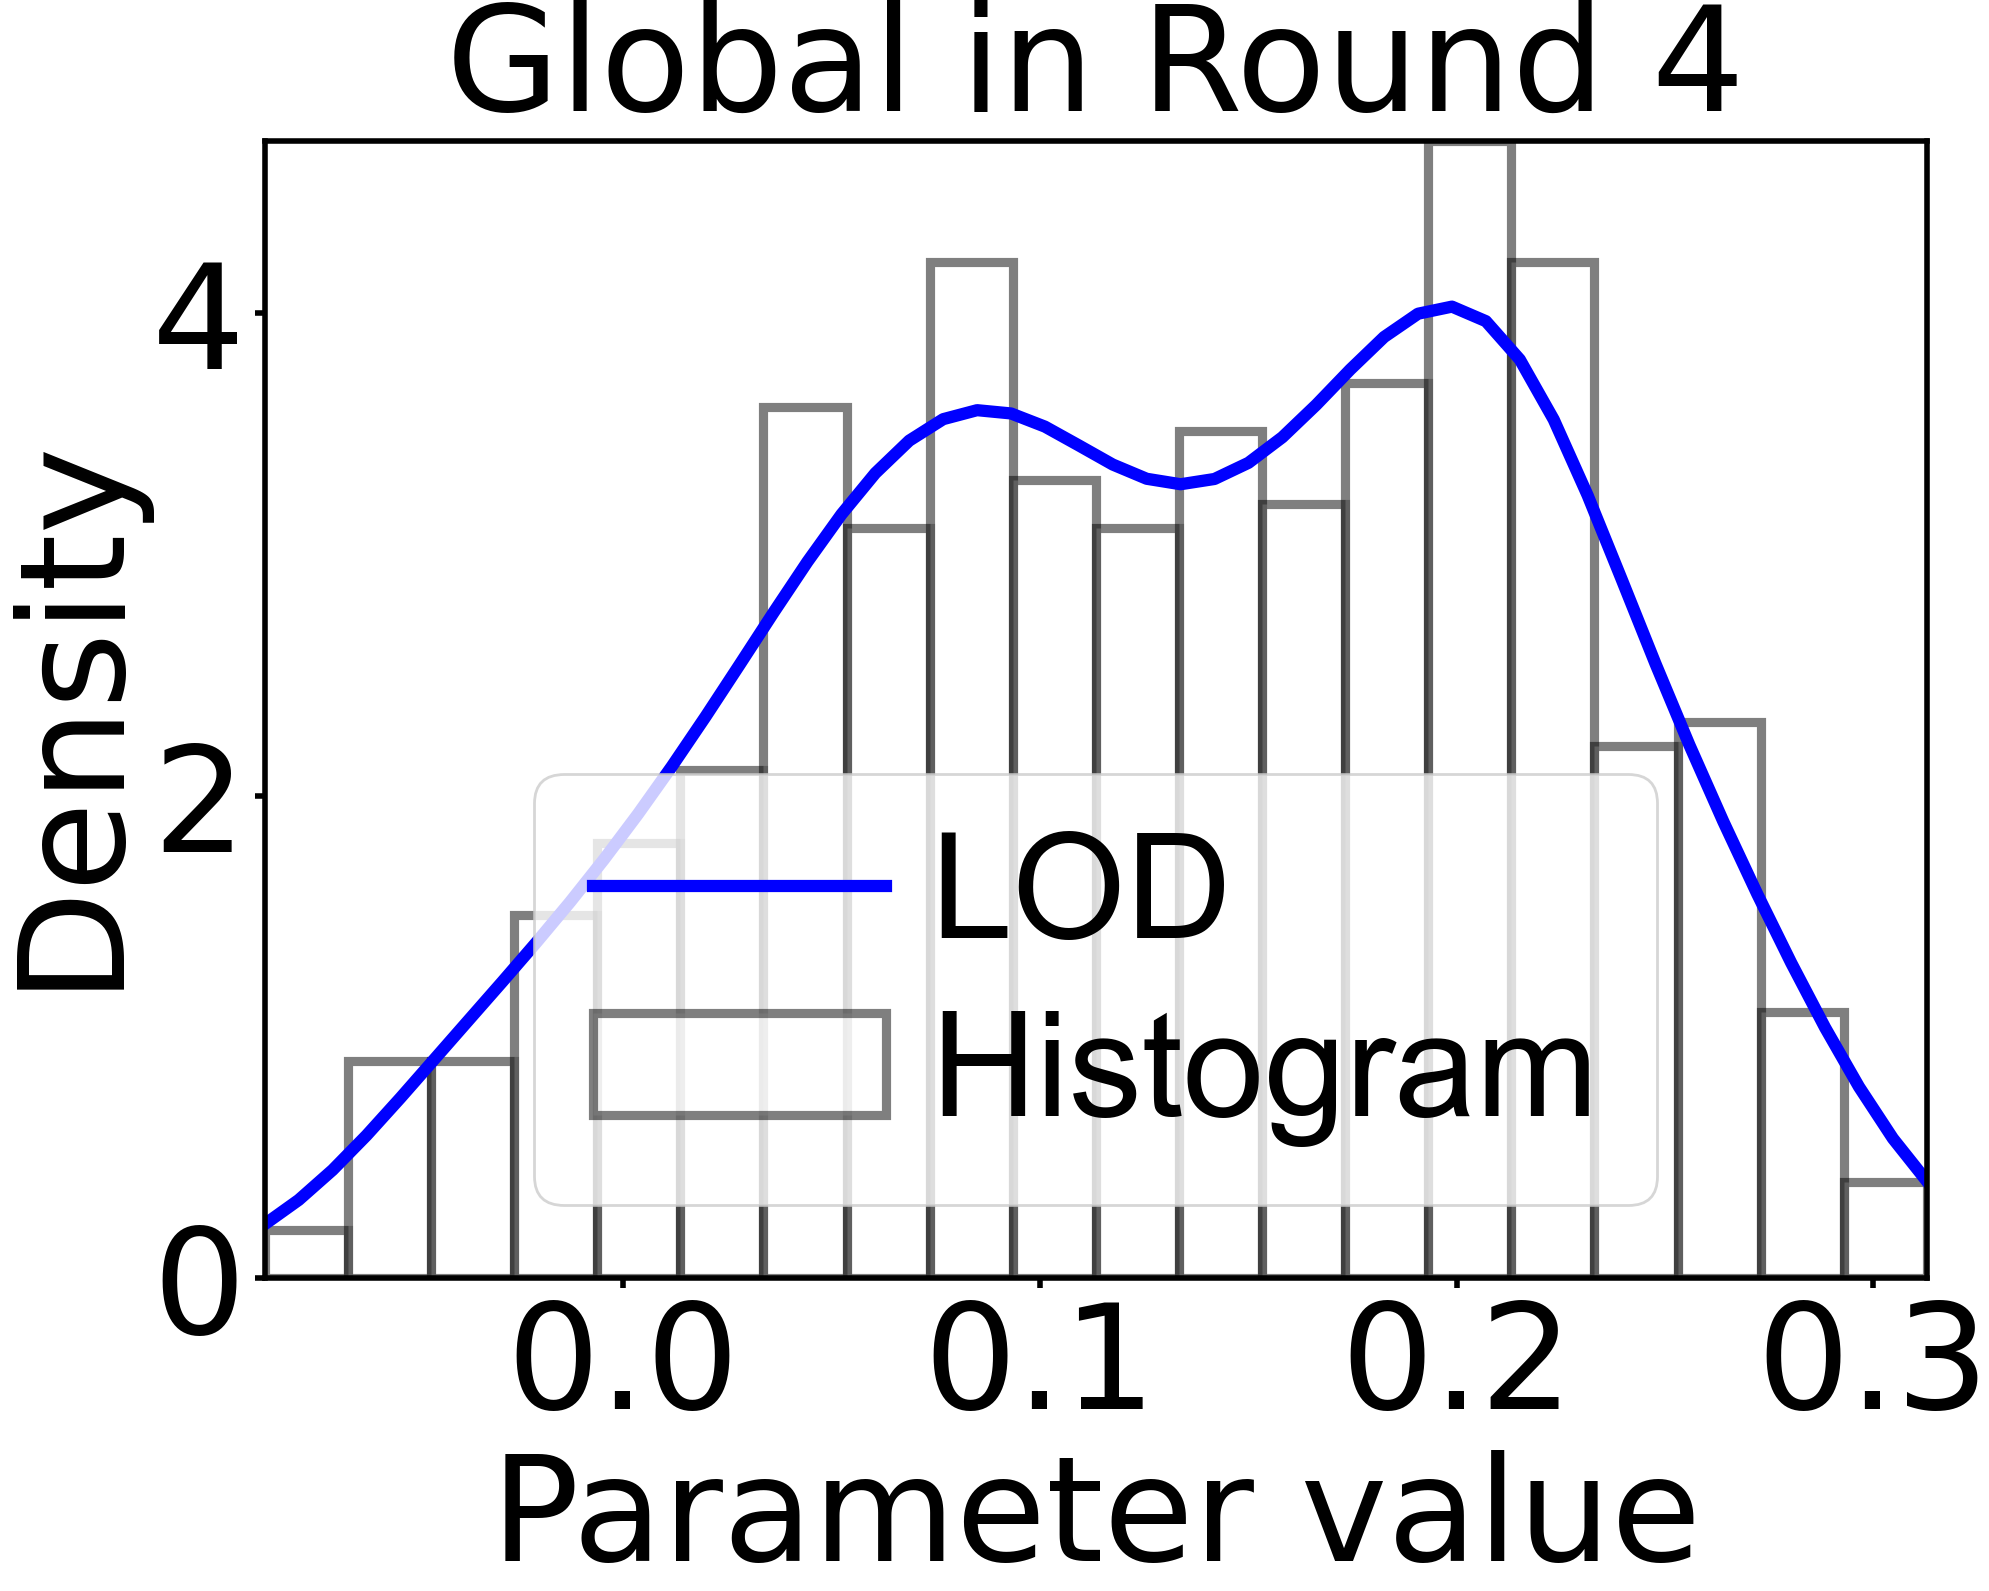 Global in Round 4
Density
4
2
0
LOD
Histogram
0.0 0.1 0.2 0.3
Parameter value